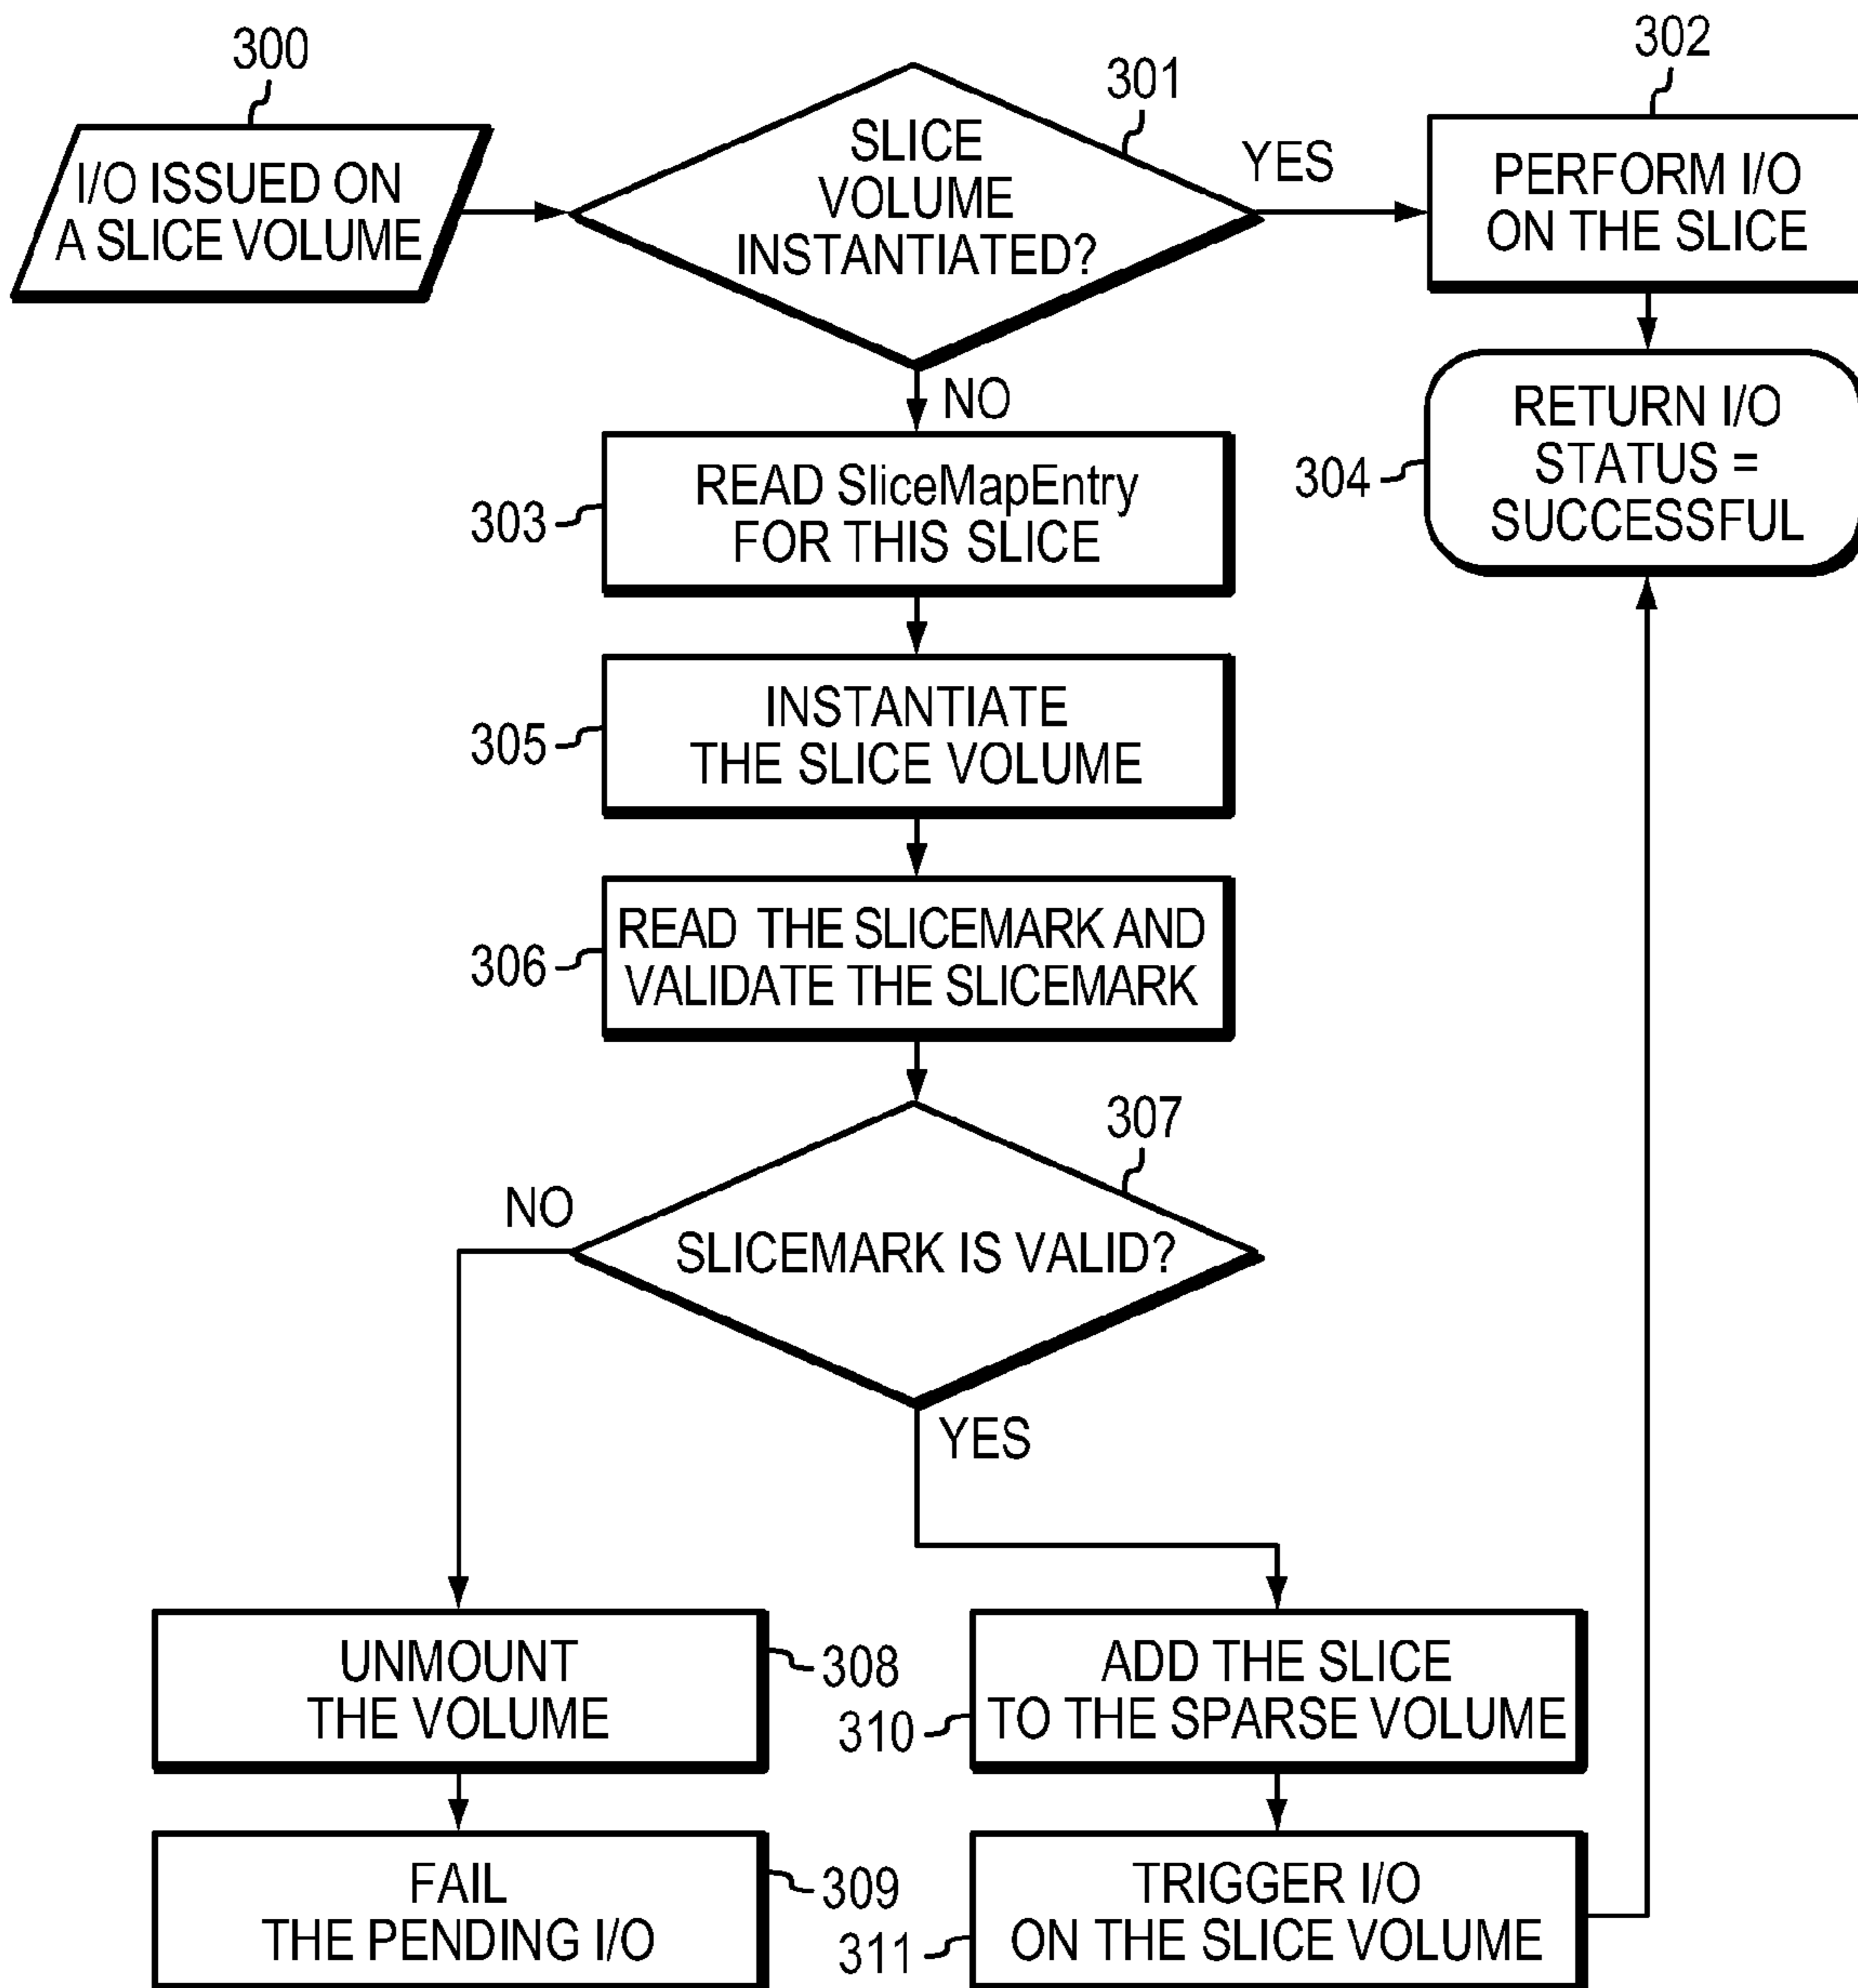 300
I/O ISSUED ON
A SLICE VOLUME
301
SLICE
VOLUME
INSTANTIATED?
YES
302
PERFORM I/O
ON THE SLICE
NO
303
READ SliceMapEntry
FOR THIS SLICE
304
RETURN I/O
STATUS =
SUCCESSFUL
305
INSTANTIATE
THE SLICE VOLUME
306
READ THE SLICEMARK AND
VALIDATE THE SLICEMARK
307
NO
SLICEMARK IS VALID?
YES
UNMOUNT
THE VOLUME
308
310
ADD THE SLICE
TO THE SPARSE VOLUME
FAIL
THE PENDING I/O
309
311
TRIGGER I/O
ON THE SLICE VOLUME